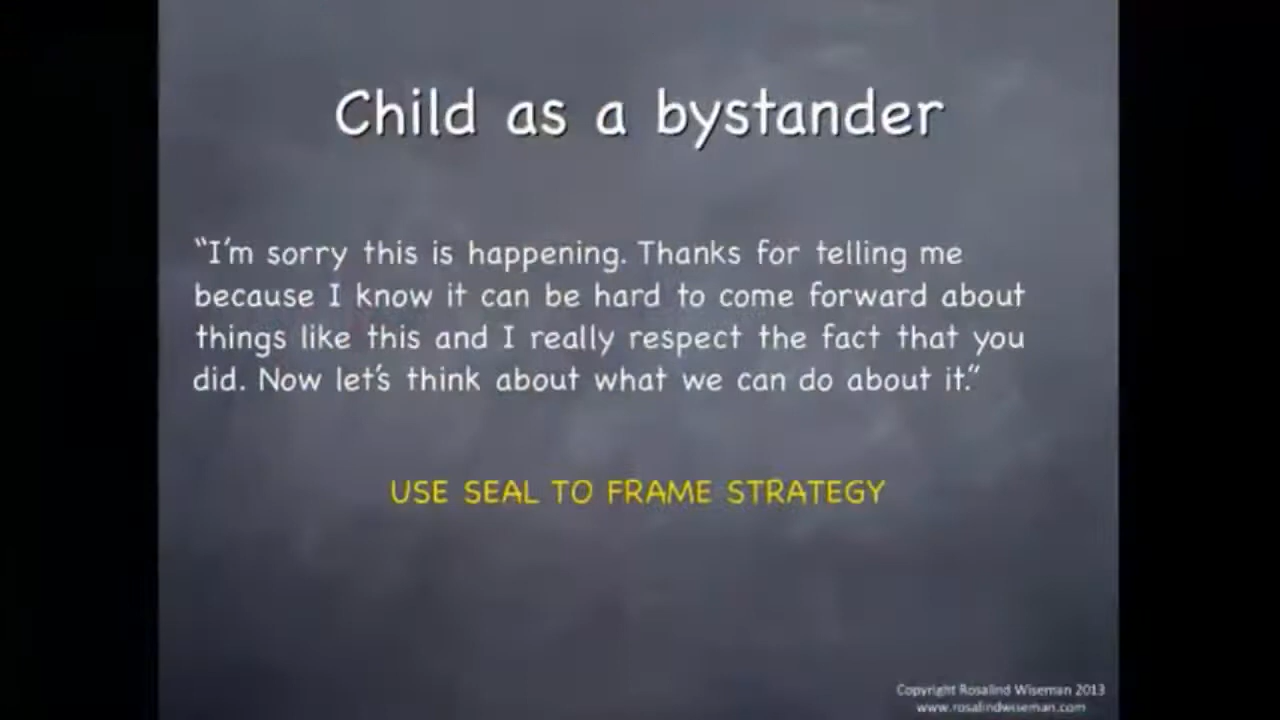 Child as a bystander
“I’m sorry this is happening. Thanks for telling me
because I know it can be hard to come forward about
things like this and I really respect the fact that you
did. Now let’s think about what we can do about it.”
USE SEAL TO FRAME STRATEGY
Copyright Rosalind Wiseman 2013
www.rosalindwiseman.com